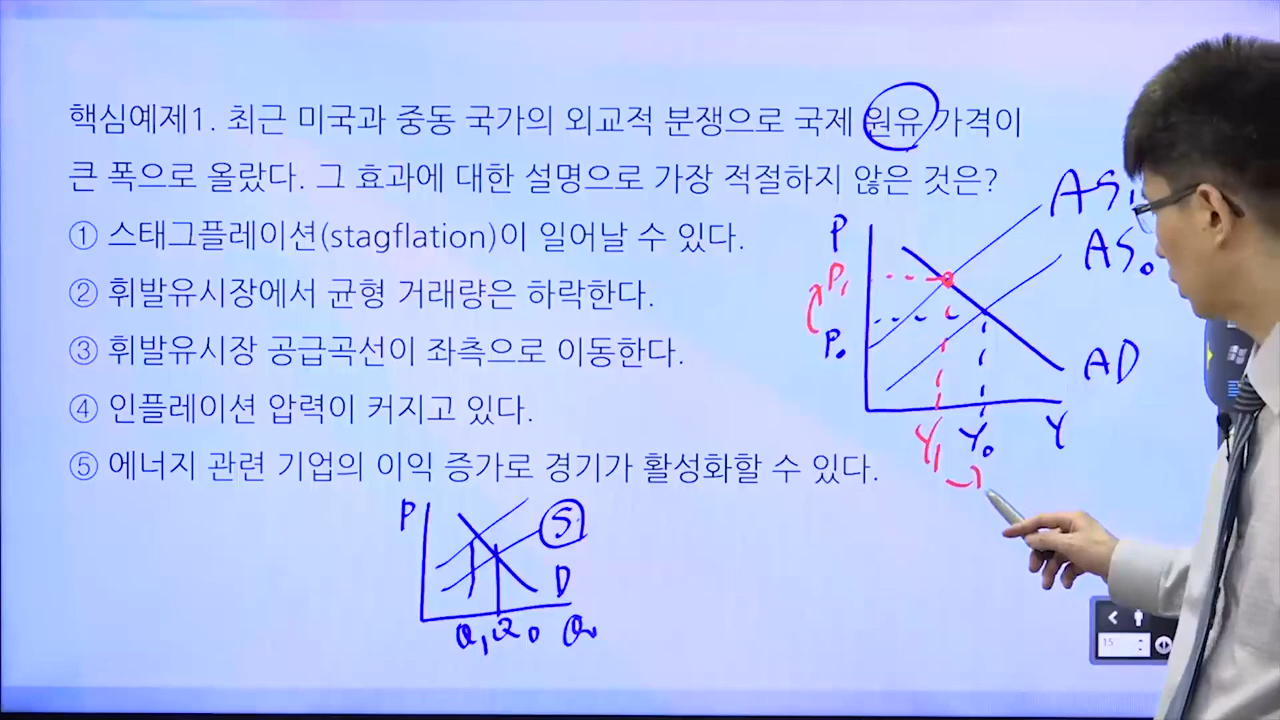 핵심예제1. 최근 미국과 중동 국가의 외교적 분쟁으로 국제 원유 가격이
큰 폭으로 올랐다. 그 효과에 대한 설명으로 가장 적절하지 않은 것은?
① 스태그플레이션(stagflation)이 일어날 수 있다.
② 휘발유시장에서 균형 거래량은 하락한다.
③ 휘발유시장 공급곡선이 좌측으로 이동한다.
④ 인플레이션 압력이 커지고 있다.
⑤ 에너지 관련 기업의 이익 증가로 경기가 활성화할 수 있다.
P
AS₁
P₁
AS₀
P₀
AD
Y₁ Y₀ Y
P
S
D
Q₁ Q₀ Q
15